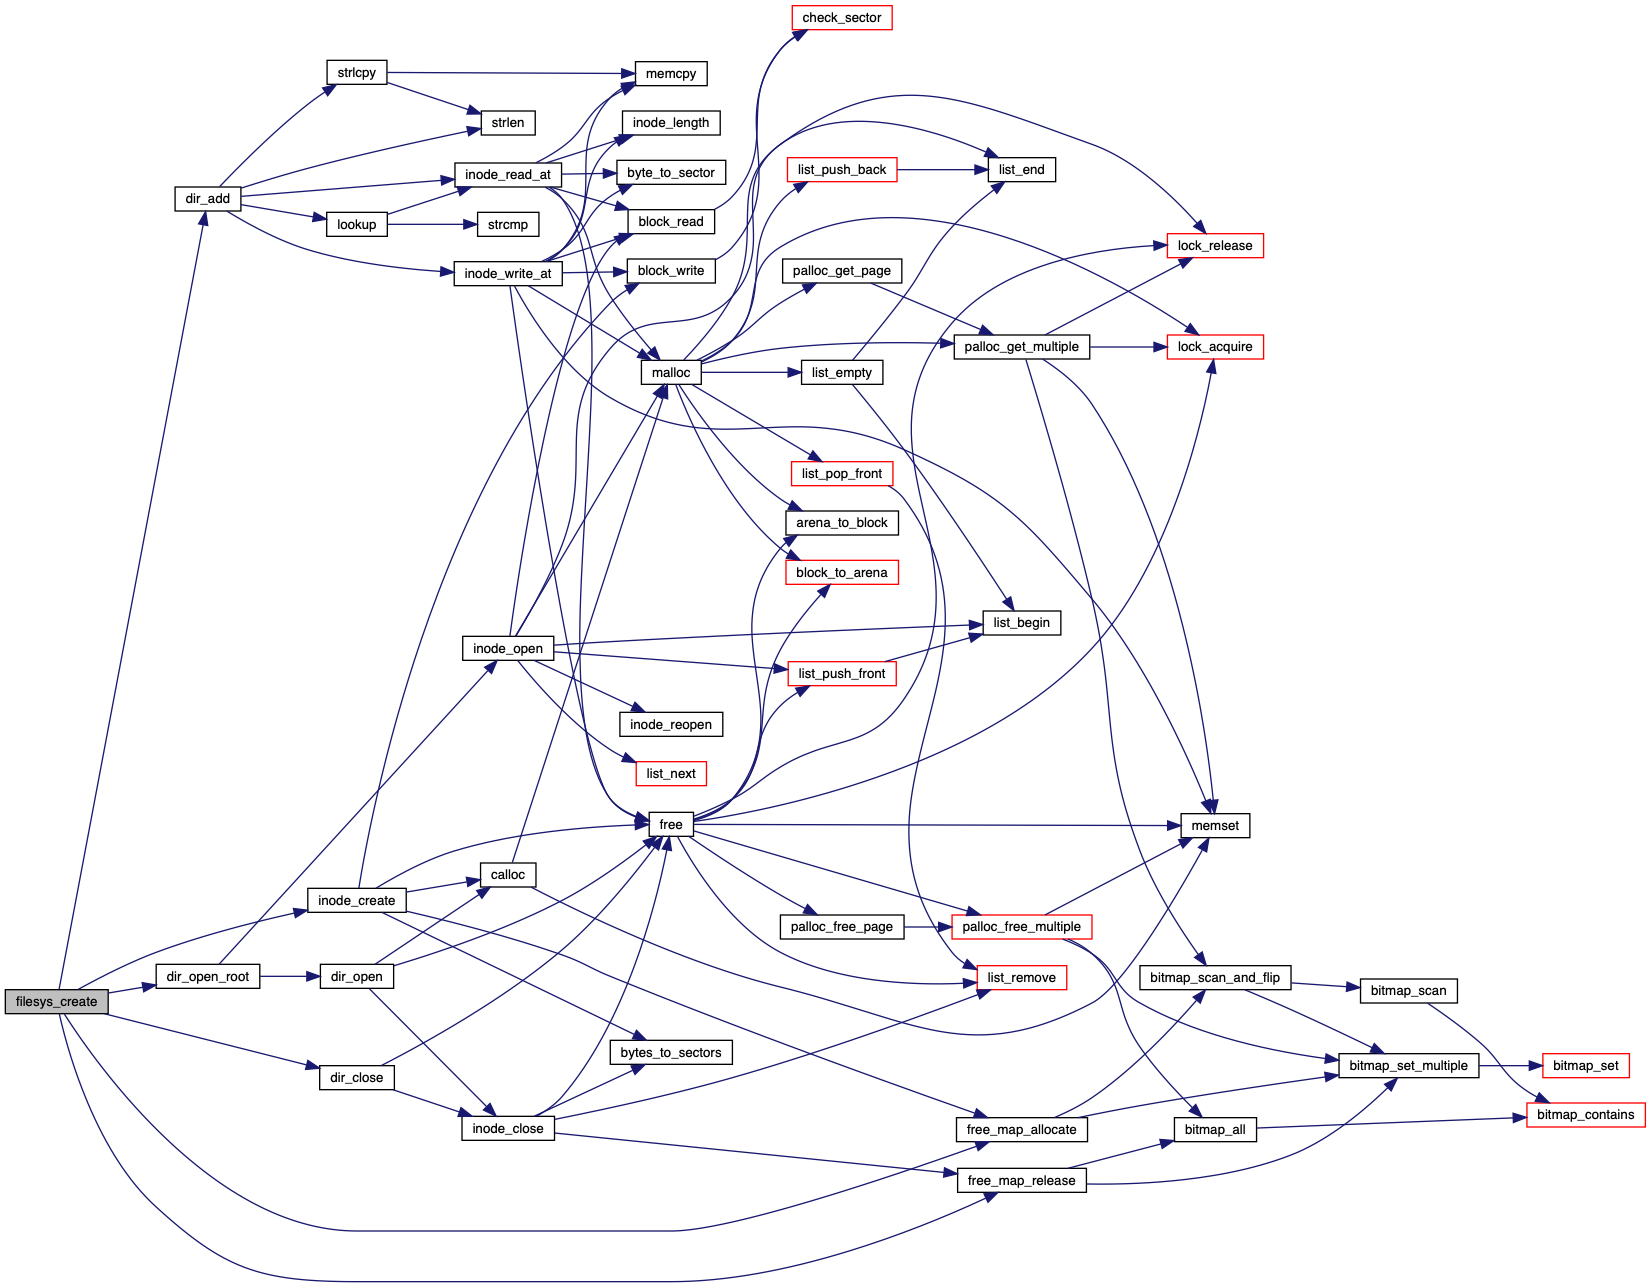 check_sector
strlcpy
memcpy
strlen
inode_length
inode_read_at
byte_to_sector
list_push_back
list_end
dir_add
lookup
strcmp
block_read
lock_release
inode_write_at
block_write
palloc_get_page
malloc
list_empty
palloc_get_multiple
lock_acquire
list_pop_front
arena_to_block
block_to_arena
inode_open
list_begin
list_push_front
inode_reopen
list_next
free
memset
calloc
inode_create
palloc_free_page
palloc_free_multiple
filesys_create
dir_open_root
dir_open
list_remove
bitmap_scan_and_flip
bitmap_scan
bytes_to_sectors
dir_close
bitmap_set_multiple
bitmap_set
inode_close
free_map_allocate
bitmap_all
bitmap_contains
free_map_release